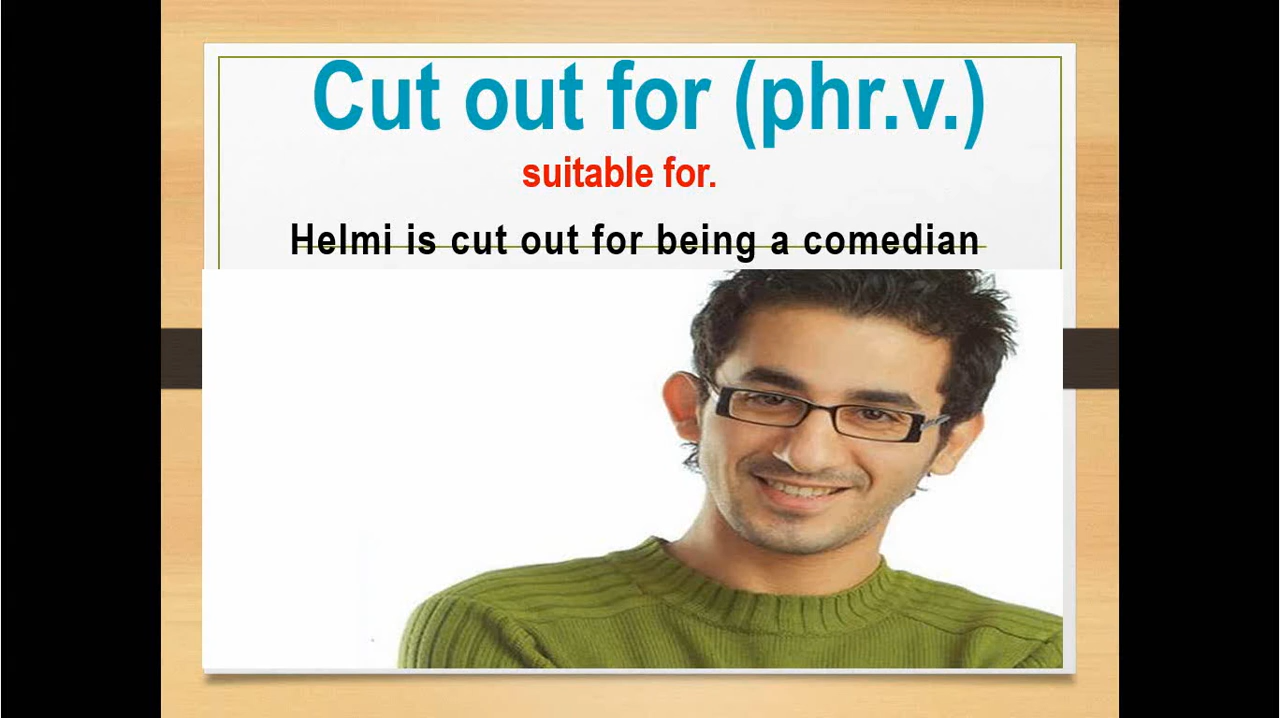 Cut out for (phr.v.)
suitable for.
Helmi is cut out for being a comedian